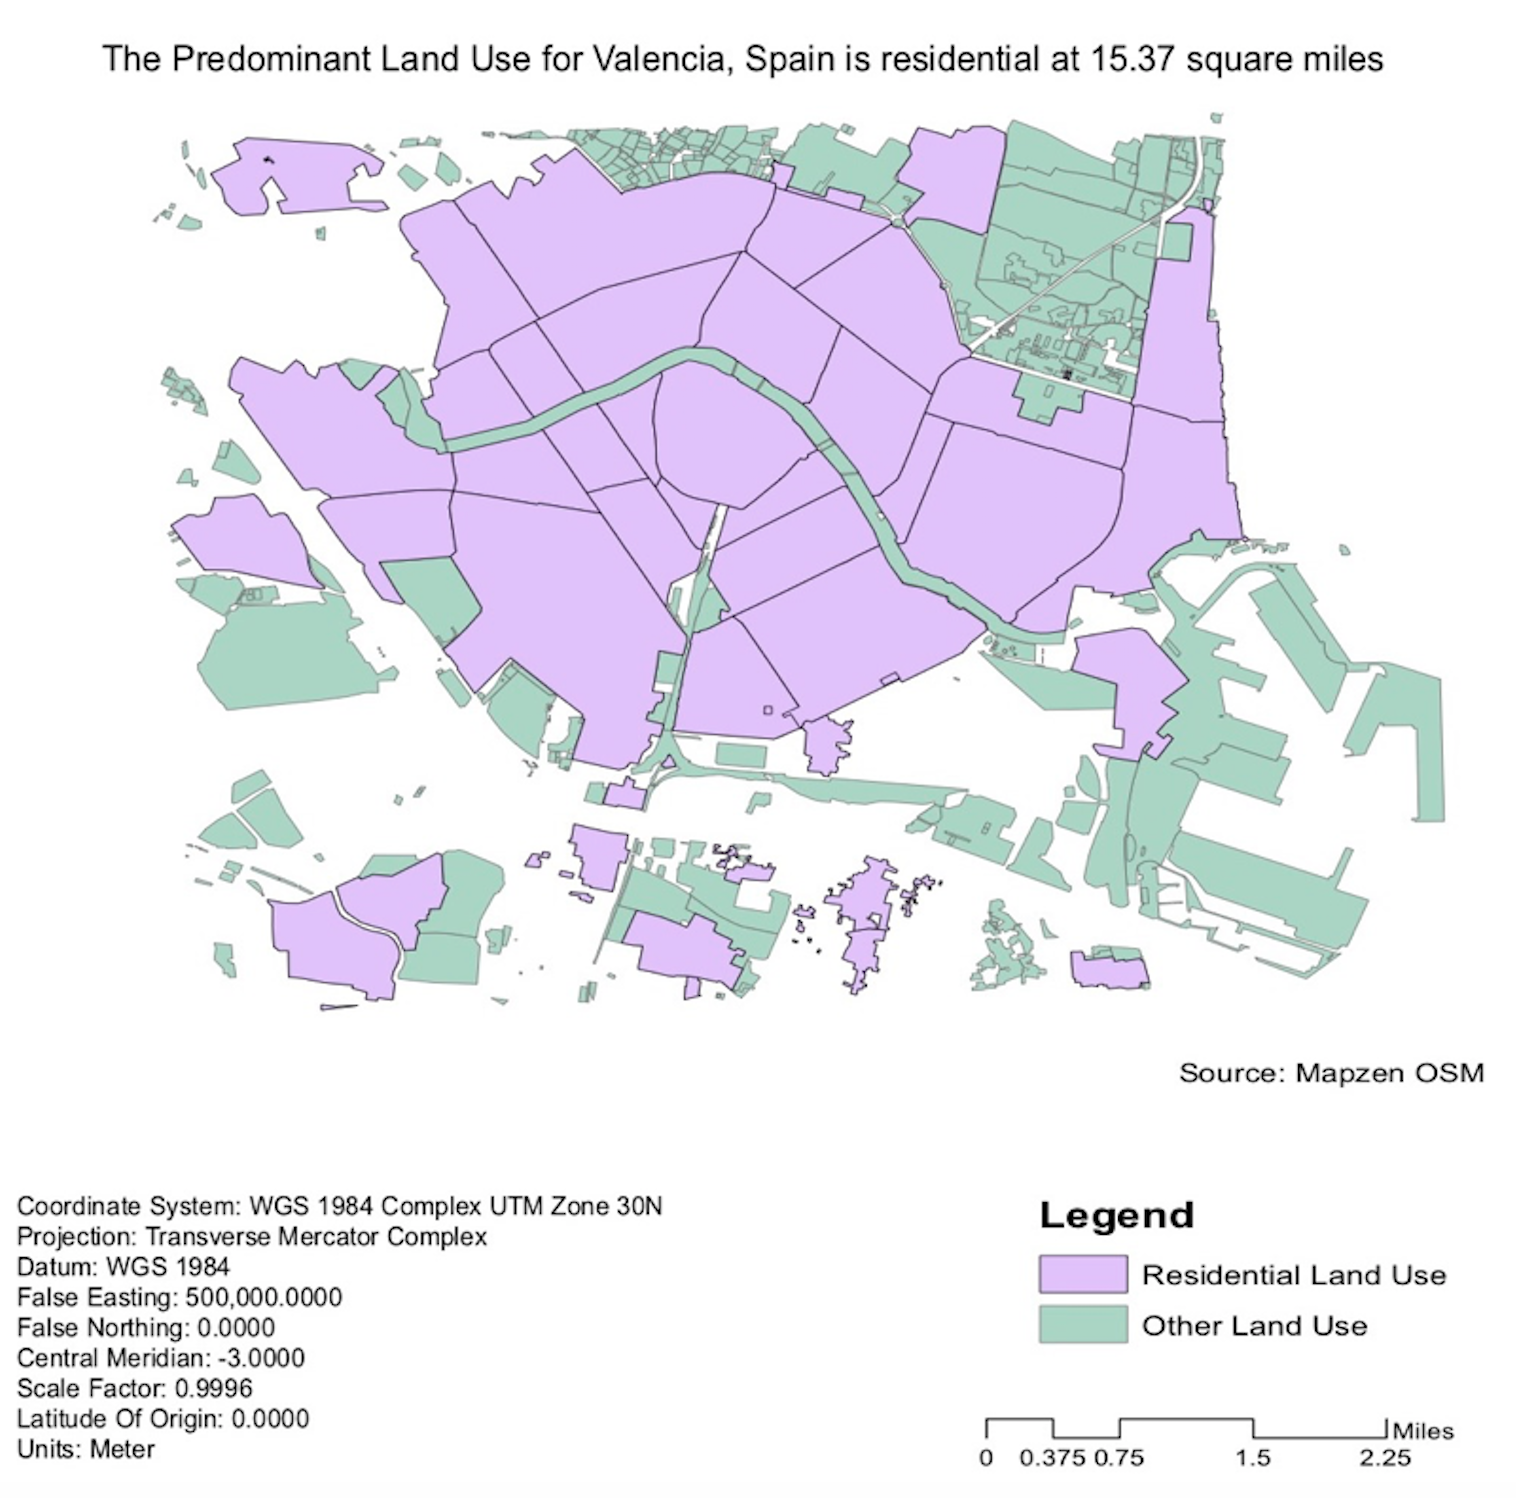 The Predominant Land Use for Valencia, Spain is residential at 15.37 square miles
Source: Mapzen OSM
Coordinate System: WGS 1984 Complex UTM Zone 30N
Projection: Transverse Mercator Complex
Datum: WGS 1984
False Easting: 500,000.0000
False Northing: 0.0000
Central Meridian: -3.0000
Scale Factor: 0.9996
Latitude Of Origin: 0.0000
Units: Meter
Legend
Residential Land Use
Other Land Use
Miles
0 0.375 0.75 1.5 2.25